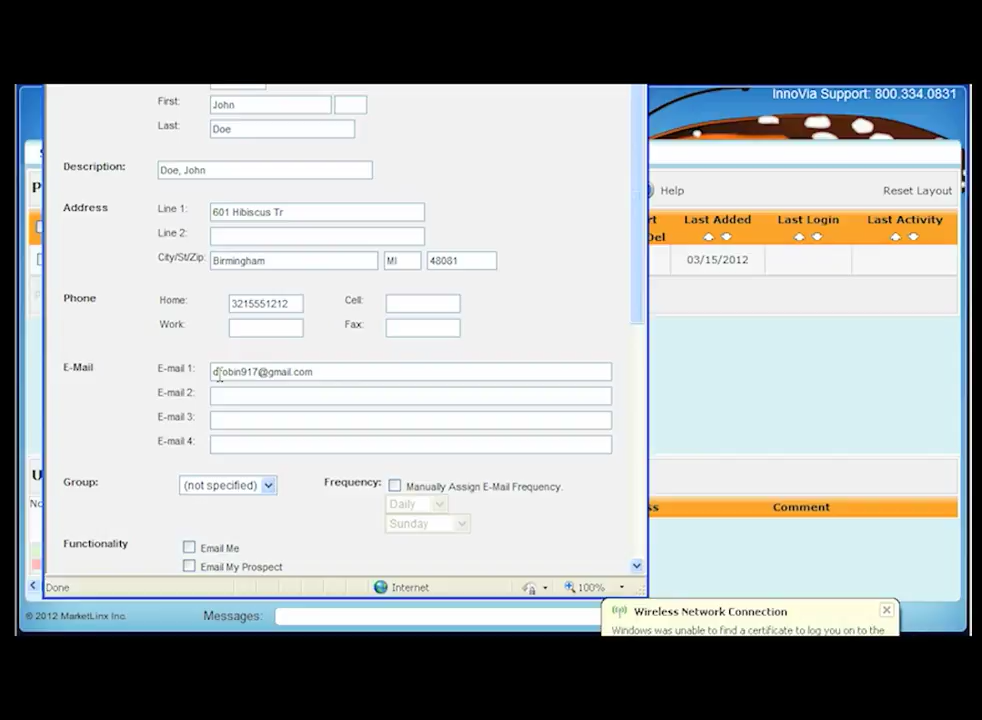 InnoVia Support: 800.334.0831
First: John
Last: Doe
Description: Doe, John
Address Line 1: 601 Hibiscus Tr
Line 2:
City/St/Zip: Birmingham MI 48081
Phone Home: 3215551212 Cell:
Work: Fax:
E-Mail E-mail 1: drobin917@gmail.com
E-mail 2:
E-mail 3:
E-mail 4:
Group: (not specified) Frequency: Manually Assign E-Mail Frequency.
Daily
Sunday
Functionality Email Me
Email My Prospect
Done Internet 100%
Help Reset Layout
Last Added Last Login Last Activity
Del
03/15/2012
Comment
© 2012 MarketLinx Inc. Messages:
Wireless Network Connection
Windows was unable to find a certificate to log you on to the